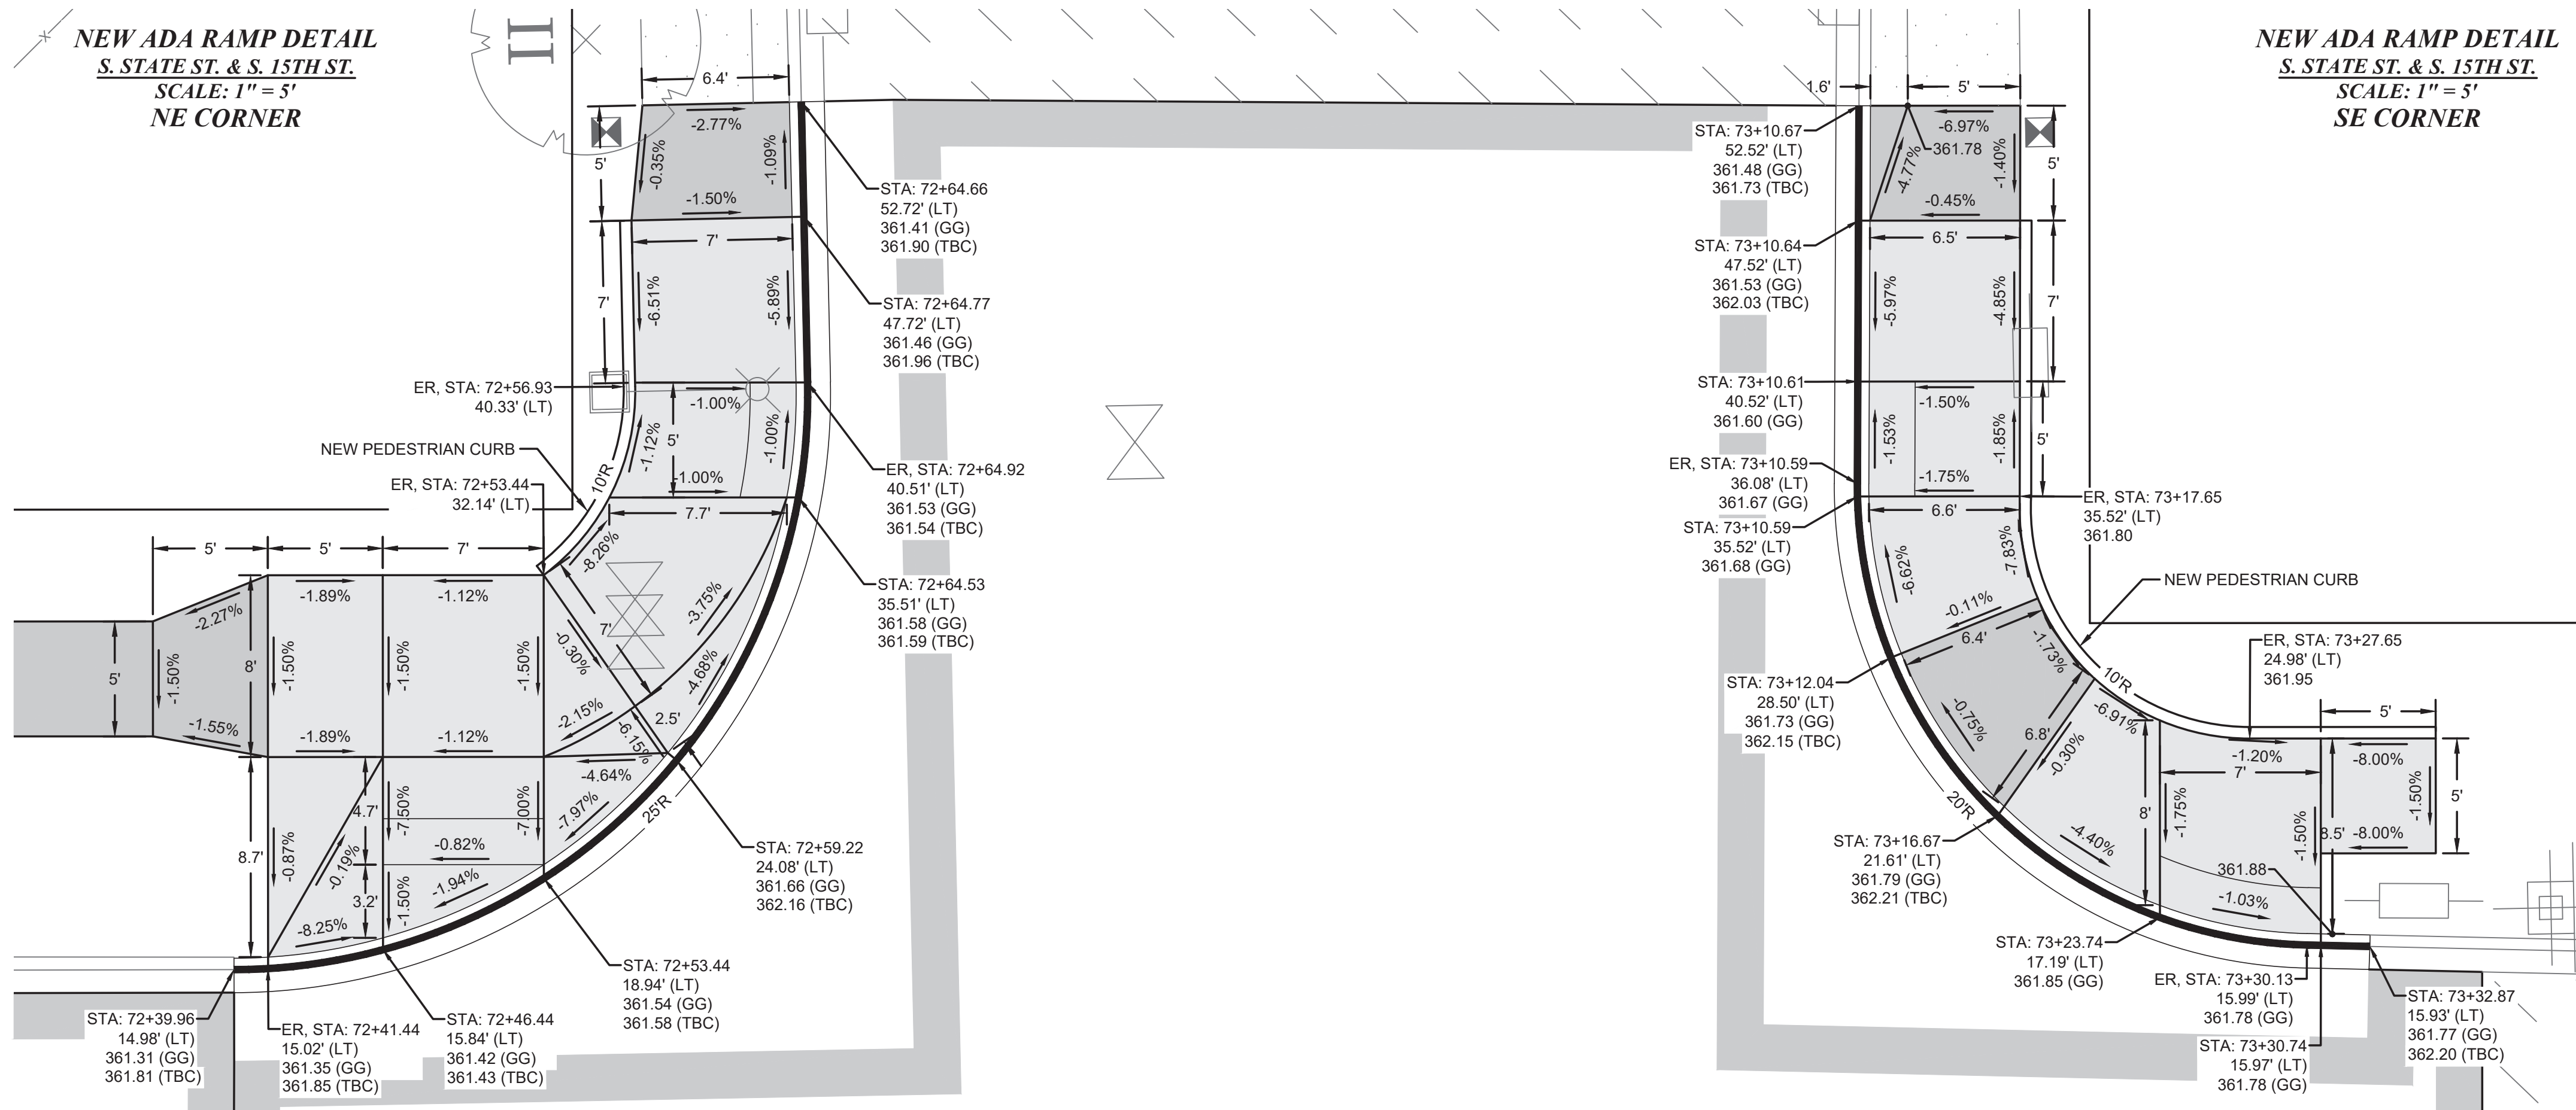 NEW ADA RAMP DETAIL
S. STATE ST. & S. 15TH ST.
SCALE: 1" = 5'
NE CORNER
II
6.4'
-2.77%
5'
-0.35%
-1.09%
-1.50%
STA: 72+64.66
52.72' (LT)
361.41 (GG)
361.90 (TBC)
7'
7'
-6.51%
-5.89%
STA: 72+64.77
47.72' (LT)
361.46 (GG)
361.96 (TBC)
ER, STA: 72+56.93
40.33' (LT)
-1.00%
NEW PEDESTRIAN CURB
-1.12%
5'
-1.00%
ER, STA: 72+53.44
32.14' (LT)
10'R
-1.00%
ER, STA: 72+64.92
40.51' (LT)
361.53 (GG)
361.54 (TBC)
7.7'
5'
5'
7'
-8.26%
STA: 72+64.53
35.51' (LT)
361.58 (GG)
361.59 (TBC)
-2.27%
-1.89%
-1.12%
7'
-3.75%
5'
-1.50%
8'
-1.50%
-1.50%
-1.50%
-0.30%
-4.68%
-1.55%
-1.89%
-1.12%
-2.15%
2.5'
-6.15%
-4.64%
8.7'
-0.87%
-0.19%
4.7'
-7.50%
-7.00%
-7.97%
25'R
-0.82%
3.2'
-1.50%
-1.94%
-8.25%
STA: 72+59.22
24.08' (LT)
361.66 (GG)
362.16 (TBC)
STA: 72+53.44
18.94' (LT)
361.54 (GG)
361.58 (TBC)
STA: 72+39.96
14.98' (LT)
361.31 (GG)
361.81 (TBC)
ER, STA: 72+41.44
15.02' (LT)
361.35 (GG)
361.85 (TBC)
STA: 72+46.44
15.84' (LT)
361.42 (GG)
361.43 (TBC)
NEW ADA RAMP DETAIL
S. STATE ST. & S. 15TH ST.
SCALE: 1" = 5'
SE CORNER
1.6'
5'
STA: 73+10.67
52.52' (LT)
361.48 (GG)
361.73 (TBC)
-6.97%
361.78
-4.77%
-1.40%
5'
-0.45%
STA: 73+10.64
47.52' (LT)
361.53 (GG)
362.03 (TBC)
6.5'
-5.97%
-4.85%
7'
STA: 73+10.61
40.52' (LT)
361.60 (GG)
-1.50%
-1.53%
-1.85%
5'
-1.75%
ER, STA: 73+10.59
36.08' (LT)
361.67 (GG)
STA: 73+10.59
35.52' (LT)
361.68 (GG)
6.6'
ER, STA: 73+17.65
35.52' (LT)
361.80
-6.62%
-7.83%
NEW PEDESTRIAN CURB
-0.11%
6.4'
-1.73%
STA: 73+12.04
28.50' (LT)
361.73 (GG)
362.15 (TBC)
10'R
ER, STA: 73+27.65
24.98' (LT)
361.95
-0.75%
6.8'
-0.30%
-6.91%
5'
-1.20%
-8.00%
7'
20'R
8'
-1.75%
-1.50%
8.5'
-8.00%
-1.50%
5'
-4.40%
361.88
-1.03%
STA: 73+16.67
21.61' (LT)
361.79 (GG)
362.21 (TBC)
STA: 73+23.74
17.19' (LT)
361.85 (GG)
ER, STA: 73+30.13
15.99' (LT)
361.78 (GG)
STA: 73+30.74
15.97' (LT)
361.78 (GG)
STA: 73+32.87
15.93' (LT)
361.77 (GG)
362.20 (TBC)